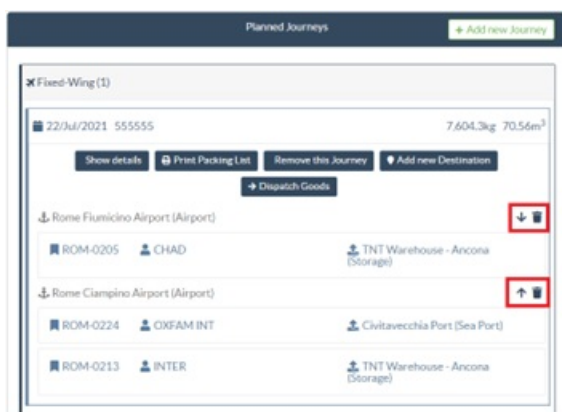 Planned Journeys
+ Add new Journey
Fixed-Wing (1)
22/Jul/2021 555555 7,604.3kg 70.56m³
Show details Print Packing List Remove this Journey Add new Destination
Dispatch Goods
Rome Fiumicino Airport (Airport)
ROM-0205 CHAD TNT Warehouse - Ancona
(Storage)
Rome Ciampino Airport (Airport)
ROM-0224 OXFAM INT Civitavecchia Port (Sea Port)
ROM-0213 INTER TNT Warehouse - Ancona
(Storage)